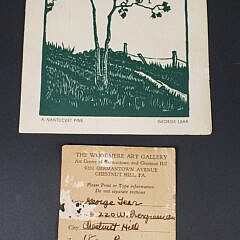 A NANTUCKET PINE GEORGE LEAR
THE WOODMERE ART GALLERY
Art Center of Germantown and Chestnut Hill
9201 GERMANTOWN AVENUE
CHESTNUT HILL, PA.
Please Print or Type information.
Do not separate sections
George Lear
220 W. Evergreen
City Chestnut Hill